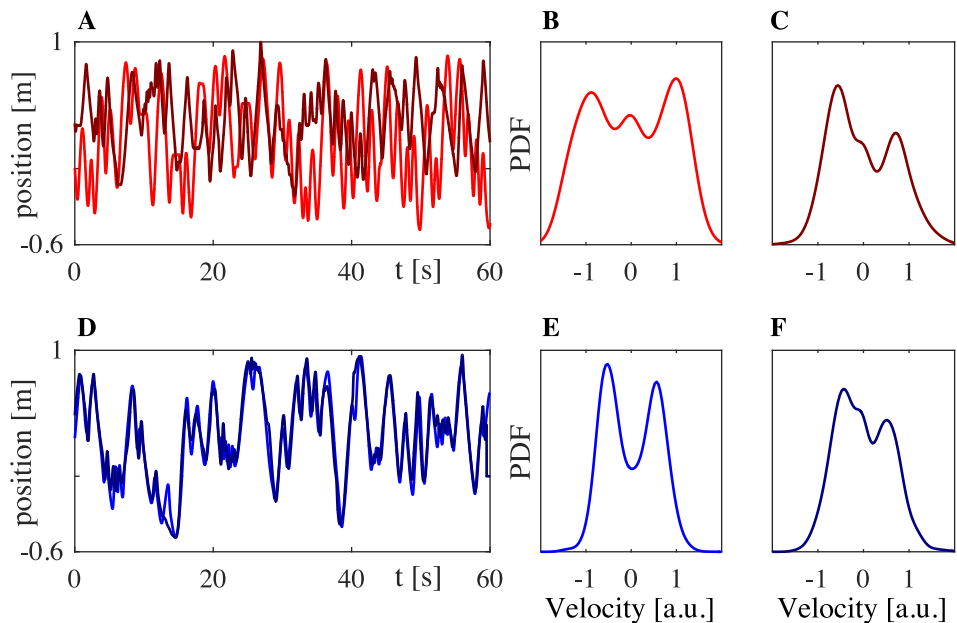 A
B
C
1
position [m]
-0.6
0
20
40
60
t [s]
PDF
-1 0 1
-1 0 1
D
E
F
1
position [m]
-0.6
0
20
40
60
t [s]
PDF
-1 0 1
-1 0 1
Velocity [a.u.]
Velocity [a.u.]